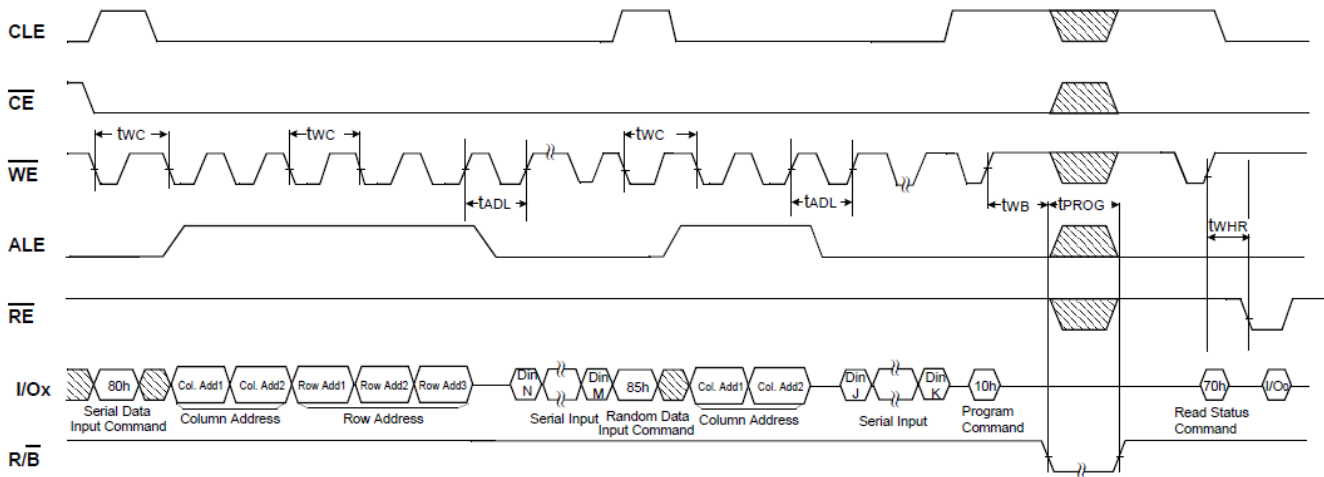 CLE
CE
tWC tWC tWC
WE
tADL tADL tWB tPROG
tWHR
ALE
RE
I/Ox 80h Col. Add1 Col. Add2 Row Add1 Row Add2 Row Add3 Din N Din M 85h Col. Add1 Col. Add2 Din J Din K 10h 70h I/O0
Serial Data Input Command Column Address Row Address Serial Input Random Data Input Command Column Address Serial Input Program Command Read Status Command
R/B